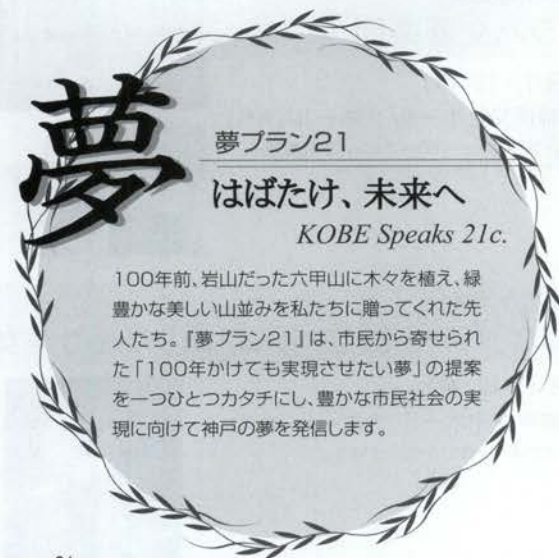 夢
夢プラン21
はばたけ、未来へ
KOBE Speaks 21c.
100年前、岩山だった六甲山に木々を植え、緑
豊かな美しい山並みを私たちに贈ってくれた先
人たち。『夢プラン21』は、市民から寄せられ
た「100年かけても実現させたい夢」の提案
を一つひとつカタチにし、豊かな市民社会の実
現に向けて神戸の夢を発信します。